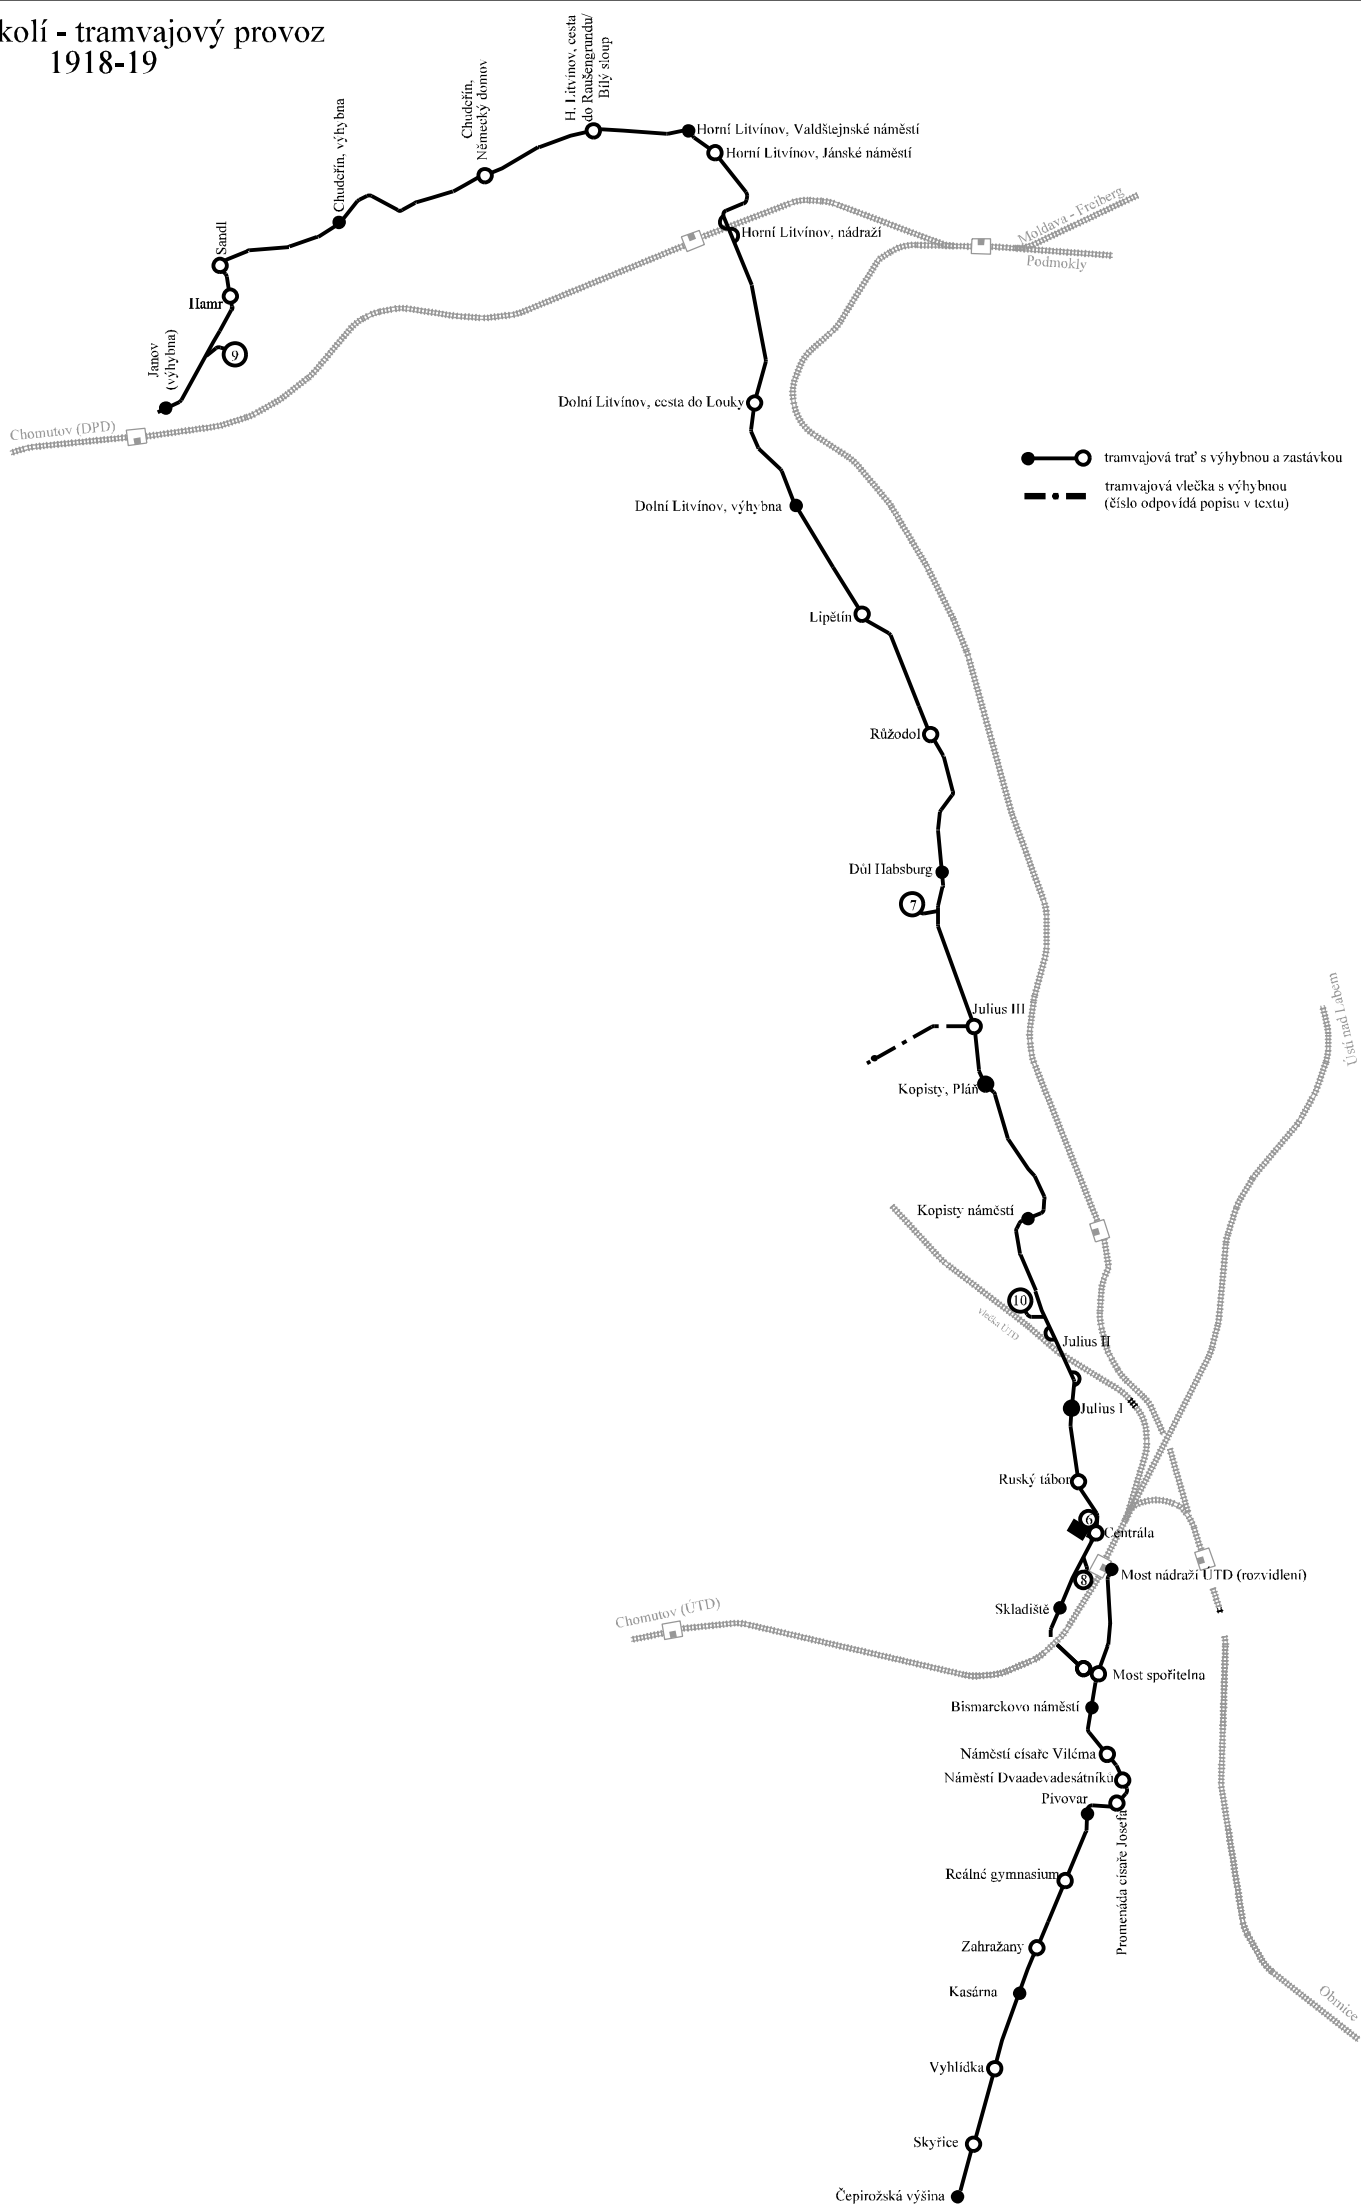 kolí - tramvajový provoz
1918-19
H. Litvínov, cesta
do Raušengrundu/
Bílý sloup
Chudeřín,
Německý domov
Chudeřín, výhybna
Horní Litvínov, Valdštejnské náměstí
Horní Litvínov, Jánské náměstí
Sandl
Horní Litvínov, nádraží
Moldava - Freiberg
Podmokly
Hamr
Janov
(výhybna)
9
Chomutov (DPD)
Dolní Litvínov, cesta do Louky
tramvajová trať s výhybnou a zastávkou
tramvajová vlečka s výhybnou
(číslo odpovídá popisu v textu)
Dolní Litvínov, výhybna
Lipětín
Růžodol
Důl Habsburg
7
Julius III
Ústí nad Labem
Kopisty, Pláň
Kopisty náměstí
10
vlečka ÚTD
Julius II
Julius I
Ruský tábor
6
Centrála
8
Most nádraží ÚTD (rozvidlení)
Skladiště
Chomutov (ÚTD)
Most spořitelna
Bismarckovo náměstí
Náměstí císaře Viléma
Náměstí Dvaadevadesátníků
Pivovar
Promenáda císaře Josefa
Reálné gymnasium
Zahražany
Kasárna
Obrnice
Vyhlídka
Skyřice
Čepirožská výšina